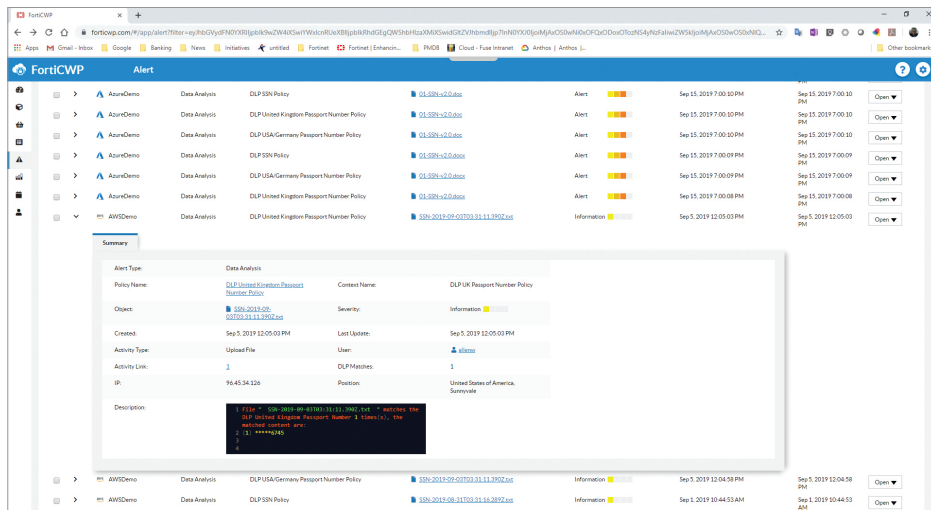 FortiCWP
forticwp.com/#/app/alert?filter=
Apps Gmail - Inbox Google Banking News Initiatives untitled Fortinet Fortinet | Enhancin... PMDB Cloud - Fuse Intranet Anthos | Anthos |... Other bookmark
FortiCWP Alert
PM
AzureDemo Data Analysis DLP SSN Policy 01-SSN-v2.0.doc Alert Sep 15, 2019 7:00:10 PM Sep 15, 2019 7:00:10 Open
PM
AzureDemo Data Analysis DLP United Kingdom Passport Number Policy 01-SSN-v2.0.doc Alert Sep 15, 2019 7:00:10 PM Sep 15, 2019 7:00:10 Open
PM
AzureDemo Data Analysis DLP USA/Germany Passport Number Policy 01-SSN-v2.0.doc Alert Sep 15, 2019 7:00:10 PM Sep 15, 2019 7:00:10 Open
PM
AzureDemo Data Analysis DLP SSN Policy 01-SSN-v2.0.docx Alert Sep 15, 2019 7:00:09 PM Sep 15, 2019 7:00:09 Open
PM
AzureDemo Data Analysis DLP USA/Germany Passport Number Policy 01-SSN-v2.0.docx Alert Sep 15, 2019 7:00:09 PM Sep 15, 2019 7:00:09 Open
PM
AzureDemo Data Analysis DLP United Kingdom Passport Number Policy 01-SSN-v2.0.docx Alert Sep 15, 2019 7:00:08 PM Sep 15, 2019 7:00:08 Open
PM
AWSDemo Data Analysis DLP United Kingdom Passport Number Policy SSN-2019-09-03T03:31:11.390Z.txt Information Sep 5, 2019 12:05:03 PM Sep 5, 2019 12:05:03 Open
PM
Summary
Alert Type: Data Analysis
Policy Name: DLP United Kingdom Passport Context Name: DLP UK Passport Number Policy
Number Policy
Object: SSN-2019-09- Severity: Information
03T03:31:11.390Z.txt
Created: Sep 5, 2019 12:05:03 PM Last Update: Sep 5, 2019 12:05:03 PM
Activity Type: Upload File User: ellenw
Activity Link: 1 DLP Matches: 1
IP: 96.45.34.126 Position: United States of America,
Sunnyvale
Description: 1 File " SSN-2019-09-03T03:31:11.390Z.txt " matches the
DLP United Kingdom Passport Number 1 times(s), the
matched content are:
2 (1) *****6745
3
4
AWSDemo Data Analysis DLP USA/Germany Passport Number Policy SSN-2019-09-03T03:31:11.390Z.txt Information Sep 5, 2019 12:04:58 PM Sep 5, 2019 12:04:58 Open
PM
AWSDemo Data Analysis DLP SSN Policy SSN-2019-08-31T03:31:16.289Z.txt Information Sep 1, 2019 10:44:53 AM Sep 1, 2019 10:44:53 Open
AM